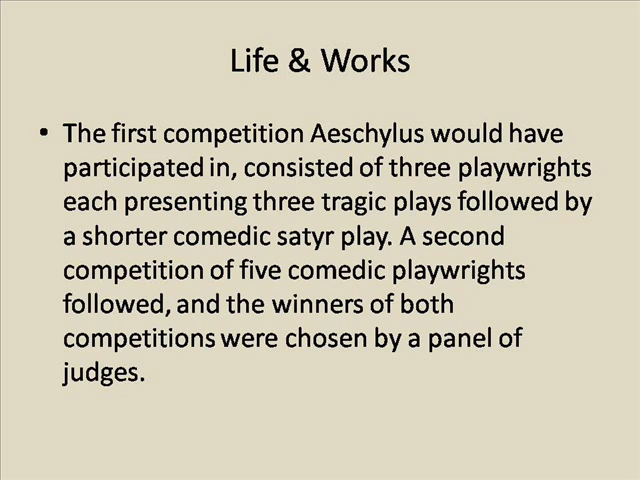 Life & Works
• The first competition Aeschylus would have
participated in, consisted of three playwrights
each presenting three tragic plays followed by
a shorter comedic satyr play. A second
competition of five comedic playwrights
followed, and the winners of both
competitions were chosen by a panel of
judges.